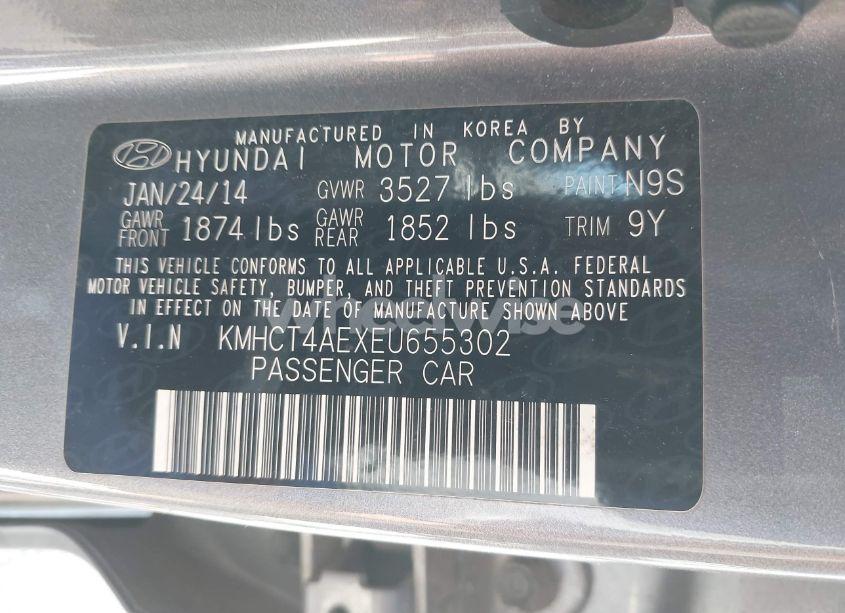 MANUFACTURED IN KOREA BY
HYUNDAI MOTOR COMPANY
JAN/24/14 GVWR 3527 lbs PAINT N9S
GAWR FRONT 1874 lbs GAWR REAR 1852 lbs TRIM 9Y
THIS VEHICLE CONFORMS TO ALL APPLICABLE U.S.A. FEDERAL
MOTOR VEHICLE SAFETY, BUMPER, AND THEFT PREVENTION STANDARDS
IN EFFECT ON THE DATE OF MANUFACTURE SHOWN ABOVE
wheelwise
V.I.N KMHCT4AEXEU655302
PASSENGER CAR